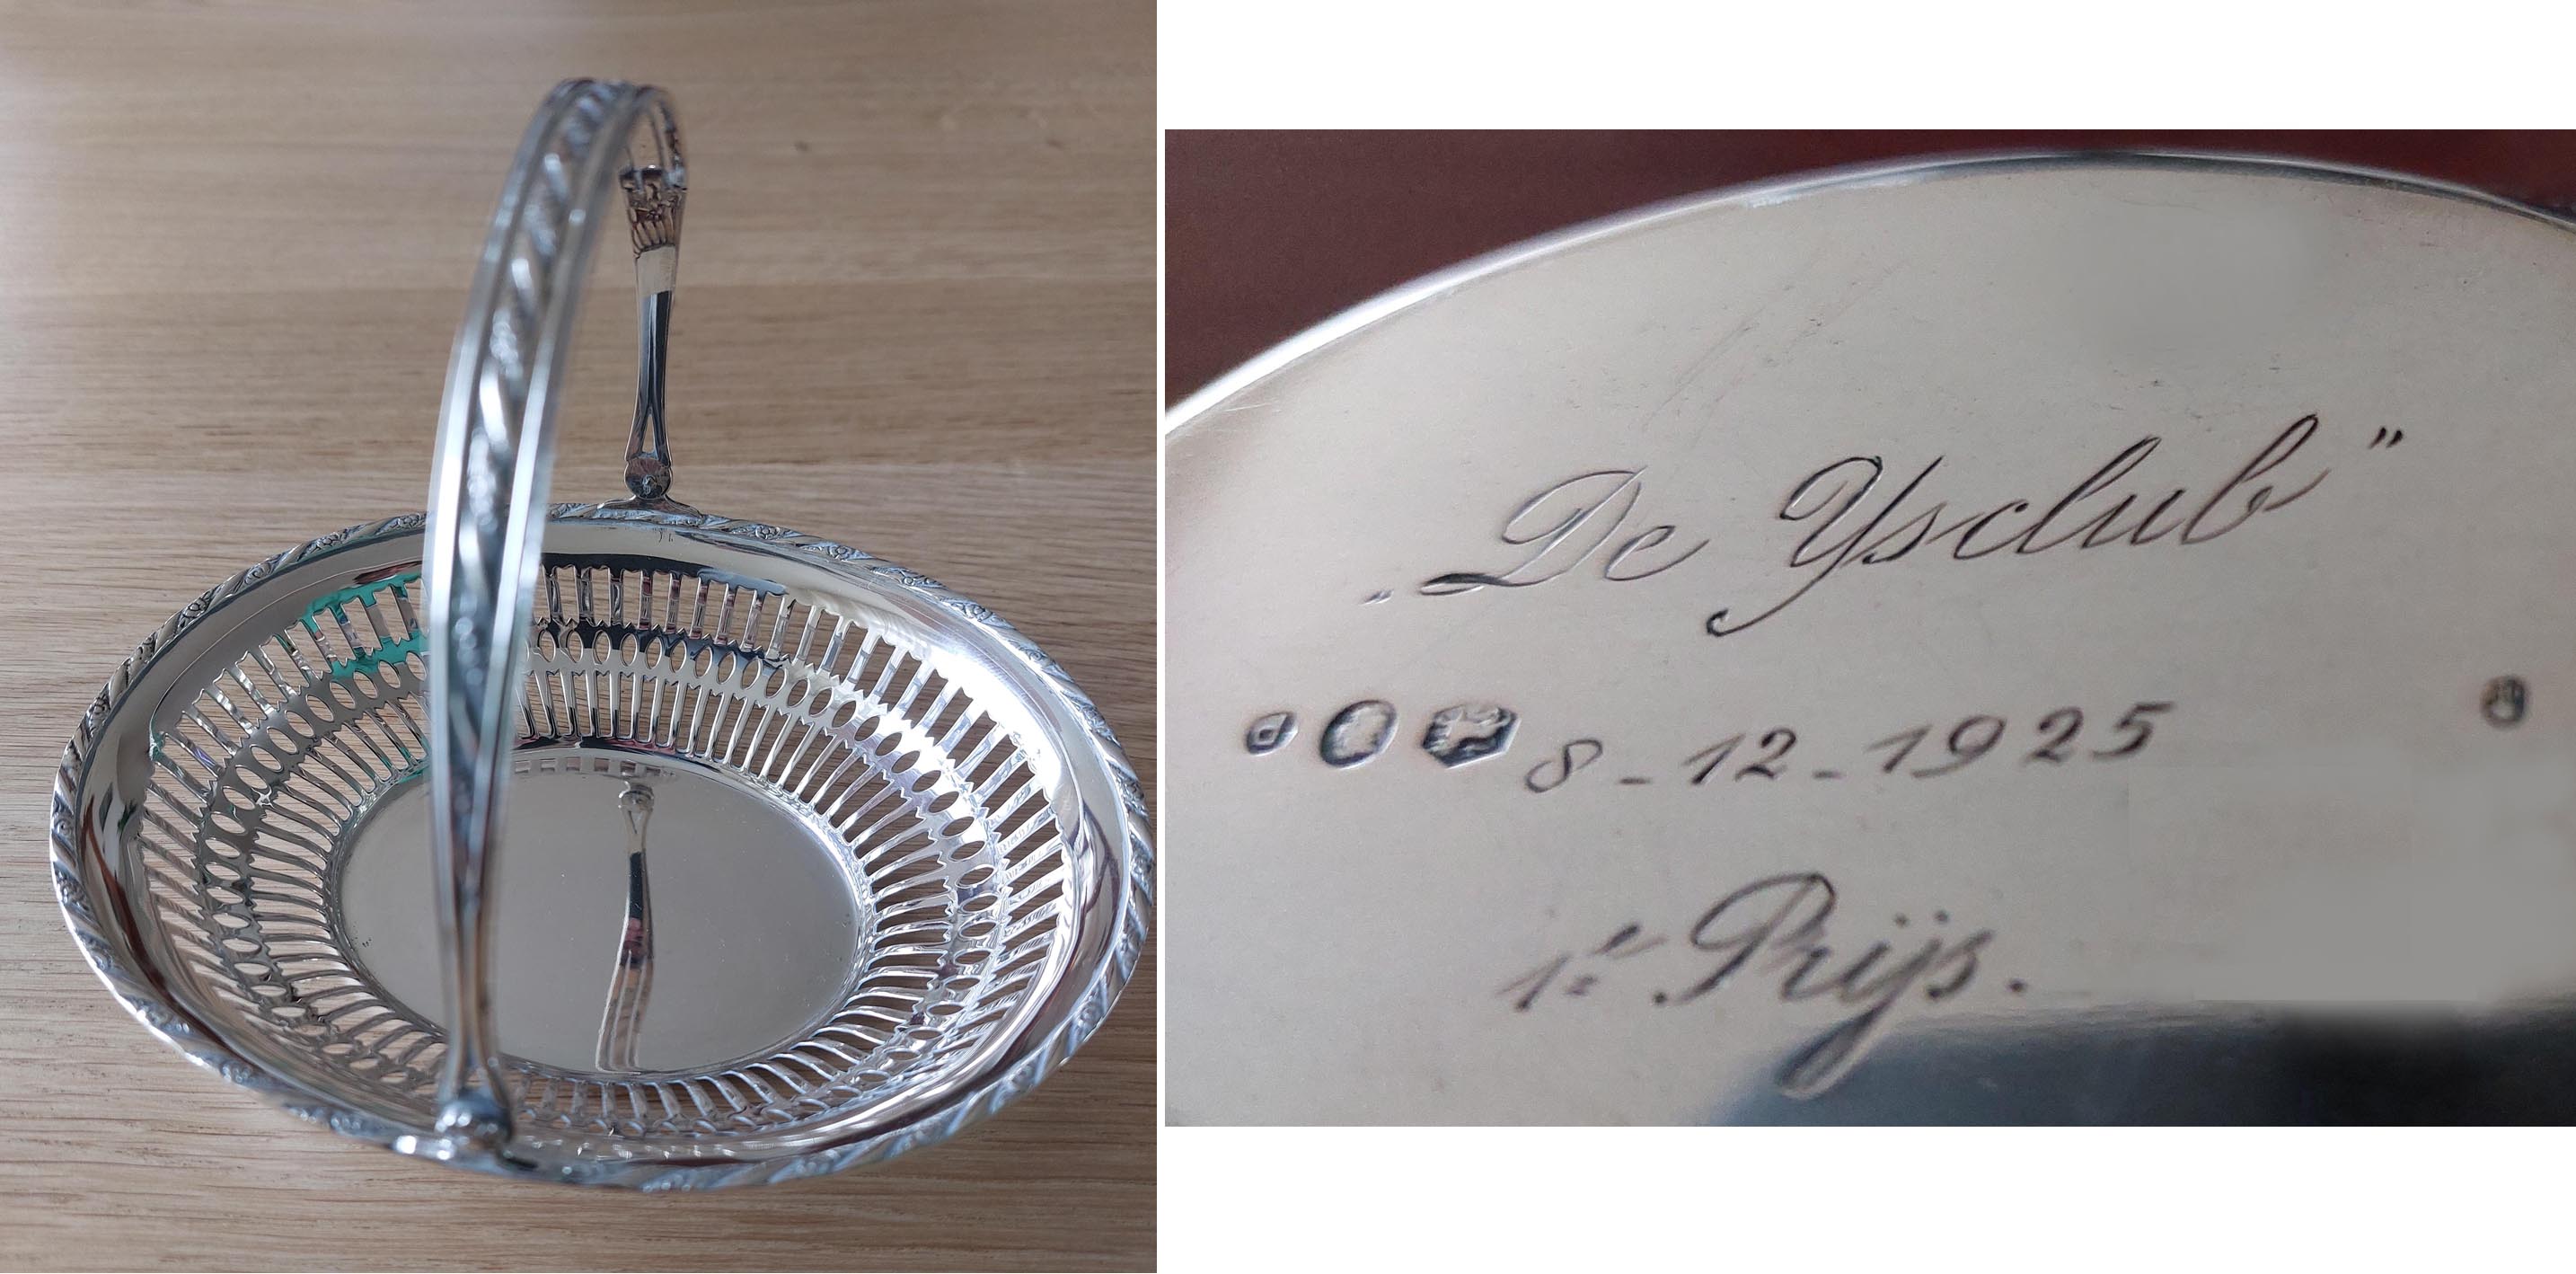 „De Ysclub”
8-12-1925
1e Prijs.